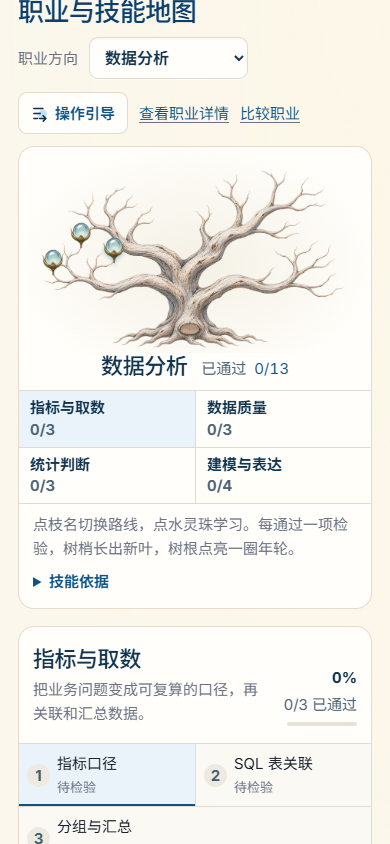 职业与技能地图
职业方向 数据分析
操作引导 查看职业详情 比较职业
数据分析 已通过 0/13
指标与取数 数据质量
0/3 0/3
统计判断 建模与表达
0/3 0/4
点枝名切换路线，点水灵珠学习。每通过一项检
验，树梢长出新叶，树根点亮一圈年轮。
技能依据
指标与取数
0%
把业务问题变成可复算的口径，再
关联和汇总数据。
0/3 已通过
1 指标口径 2 SQL 表关联
待检验 待检验
3 分组与汇总